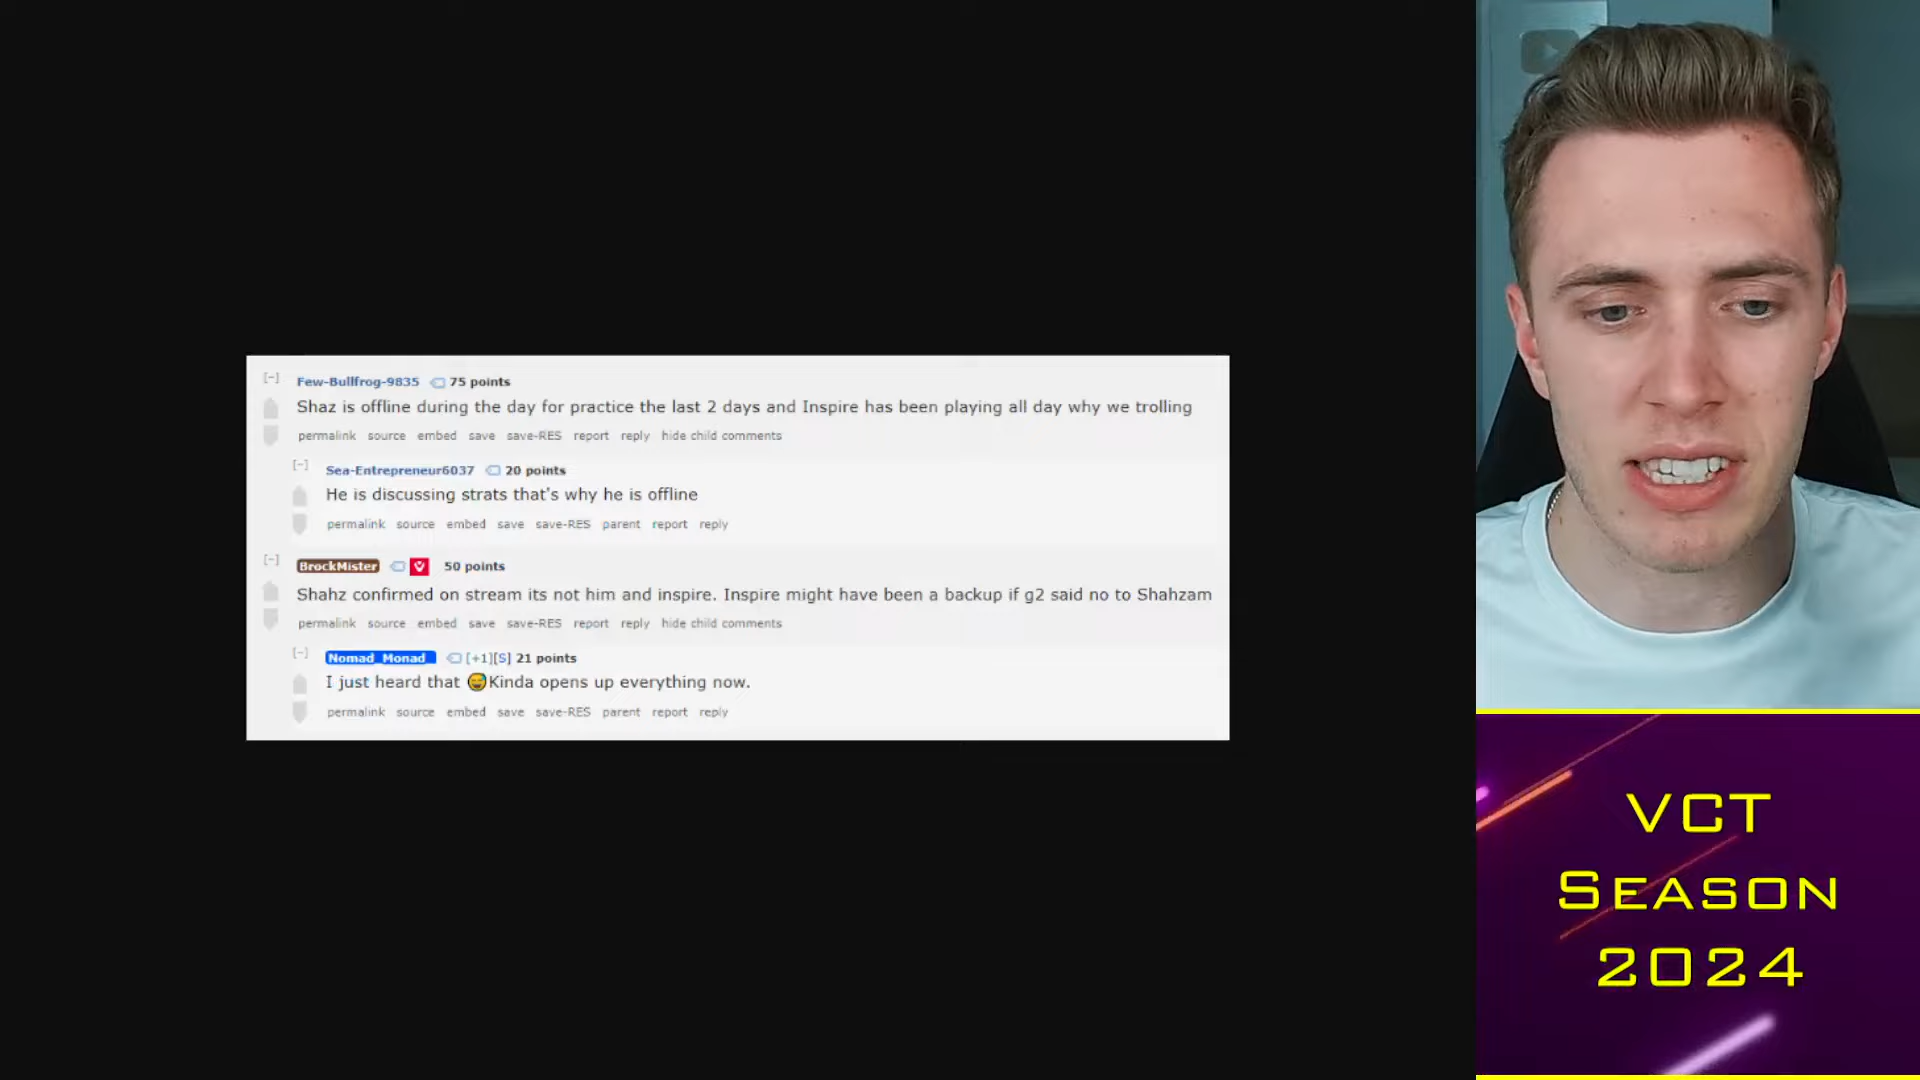 [-] Few-Bullfrog-9835 75 points
Shaz is offline during the day for practice the last 2 days and Inspire has been playing all day why we trolling
permalink source embed save save-RES report reply hide child comments
[-] Sea-Entrepreneur6037 20 points
He is discussing strats that's why he is offline
permalink source embed save save-RES parent report reply
[-] BrockMister 50 points
Shahz confirmed on stream its not him and inspire. Inspire might have been a backup if g2 said no to Shahzam
permalink source embed save save-RES report reply hide child comments
[-] Nomad_Monad_ [+1][S] 21 points
I just heard that 😅Kinda opens up everything now.
permalink source embed save save-RES parent report reply
VCT
SEASON
2024